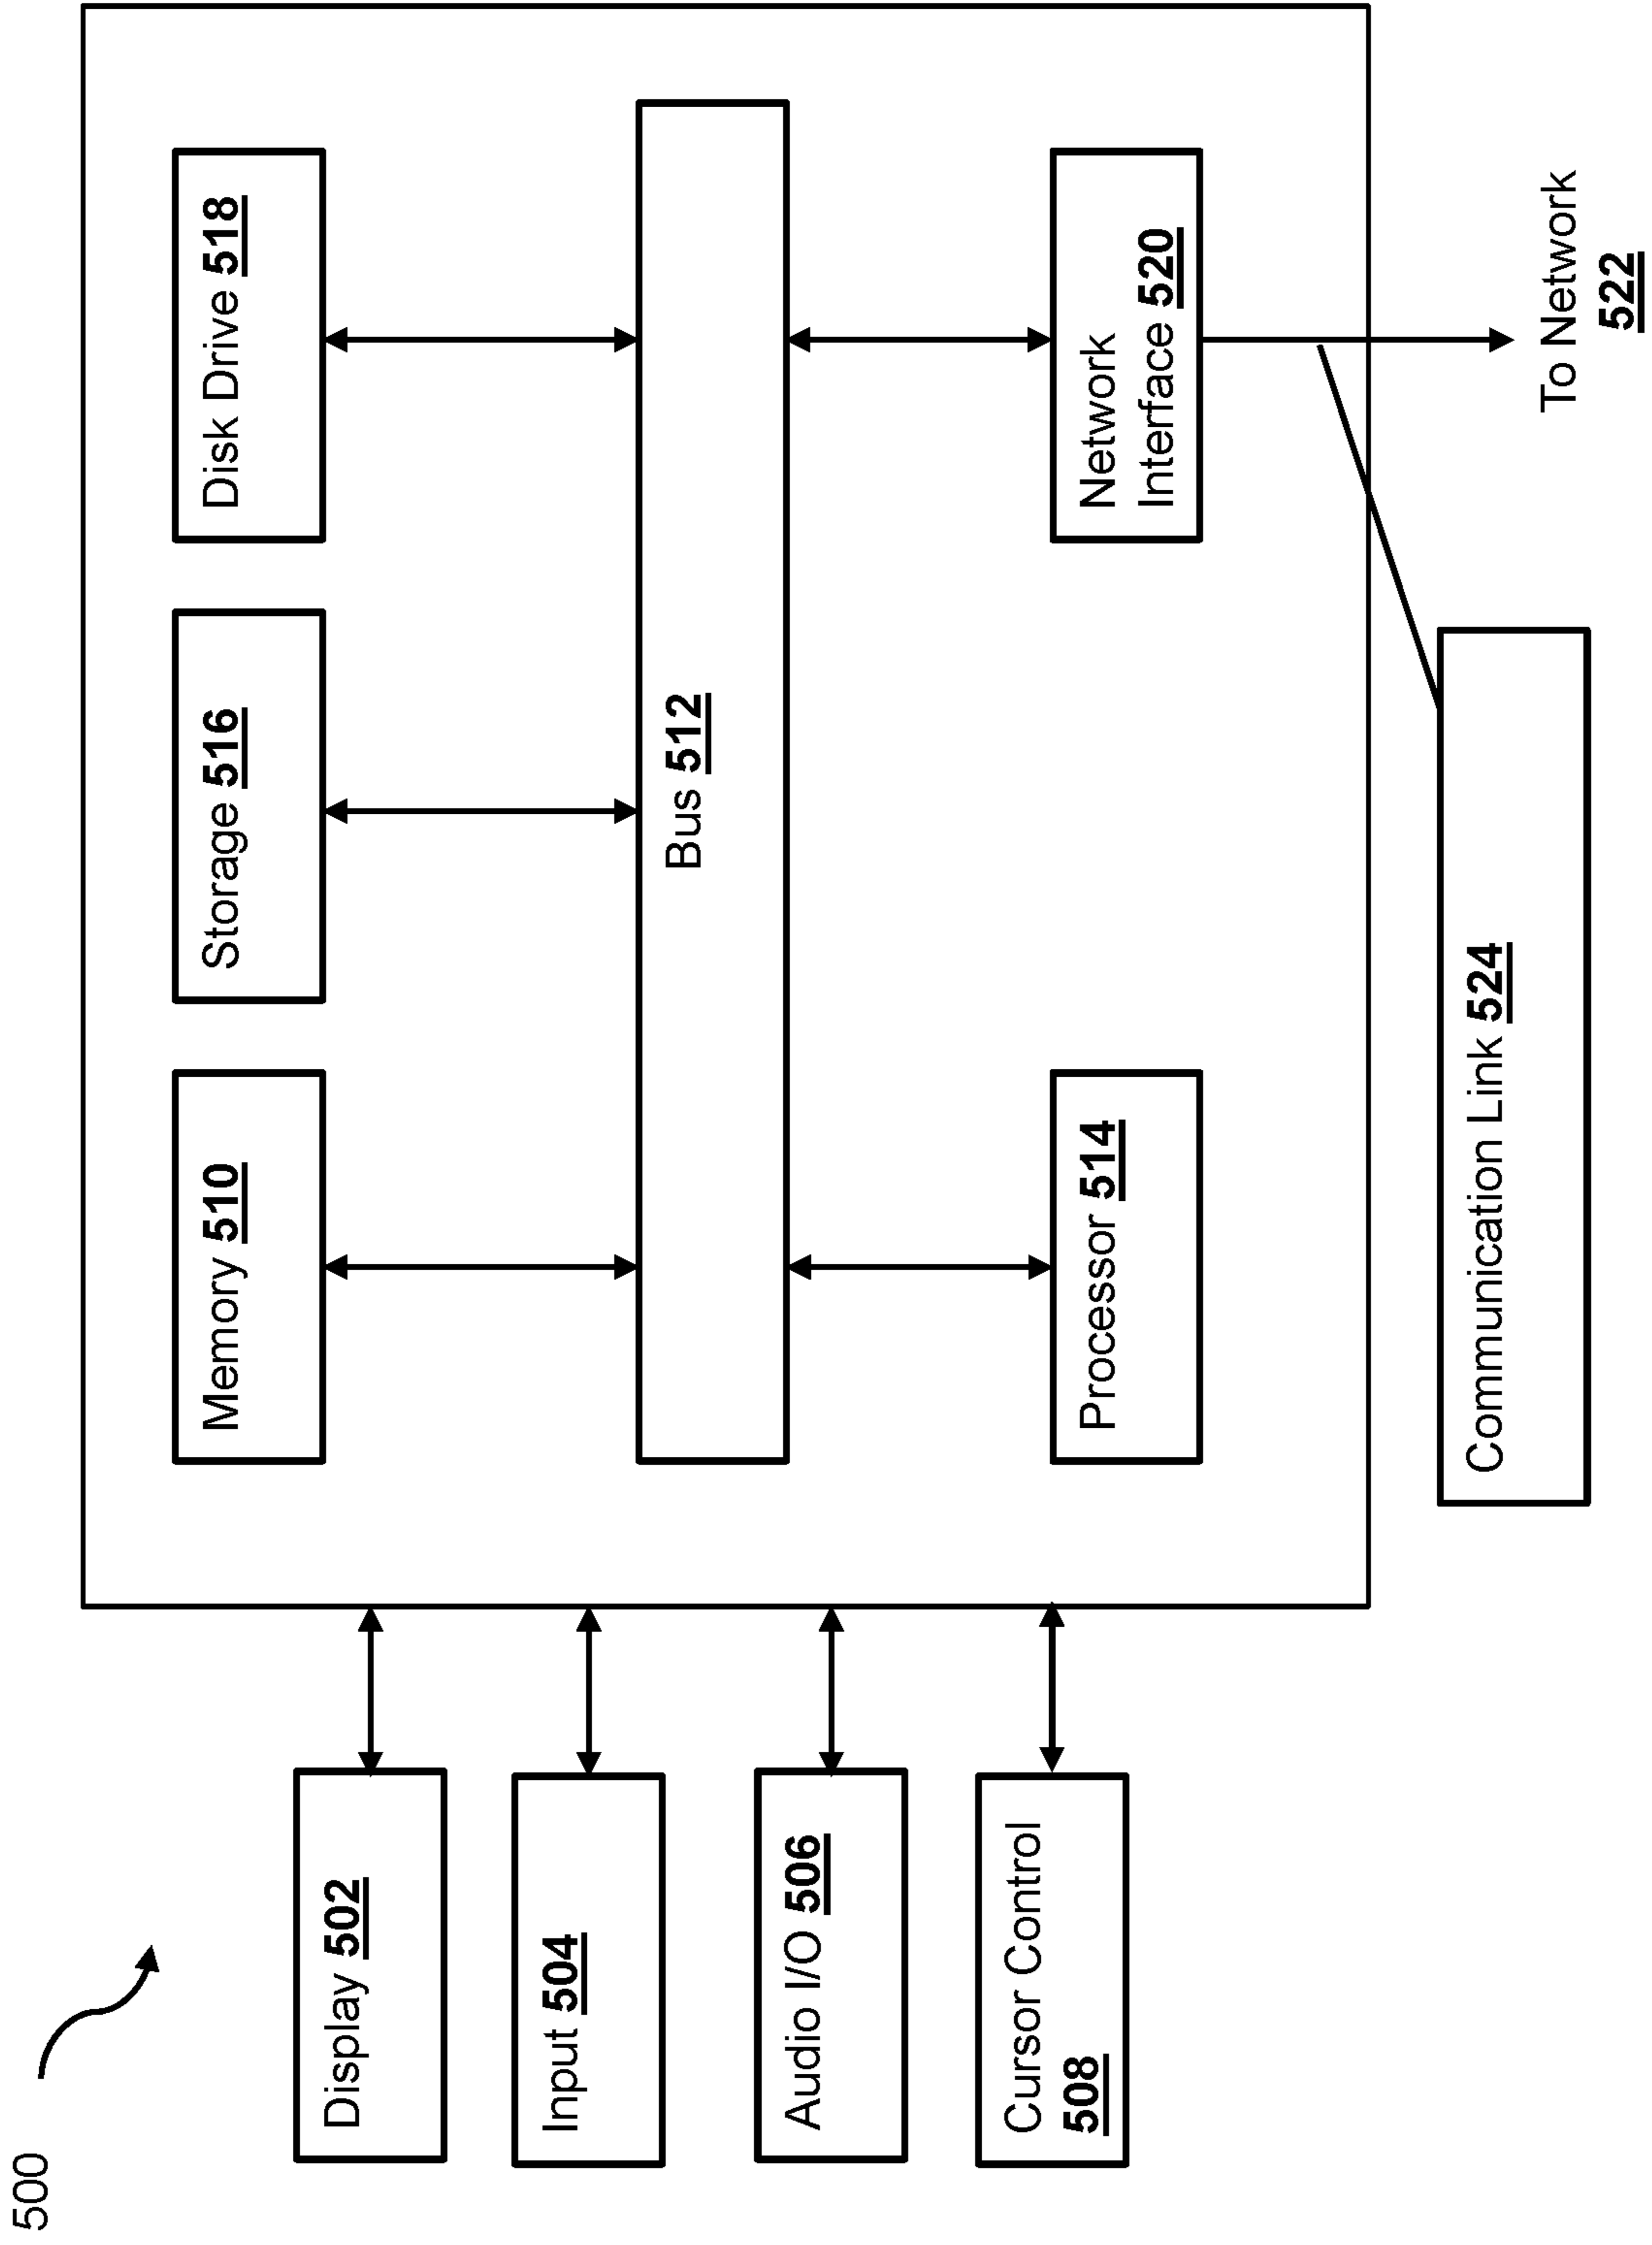 500
Display 502
Input 504
Audio I/O 506
Cursor Control
508
Memory 510
Storage 516
Disk Drive 518
Bus 512
Processor 514
Network
Interface 520
Communication Link 524
To Network
522